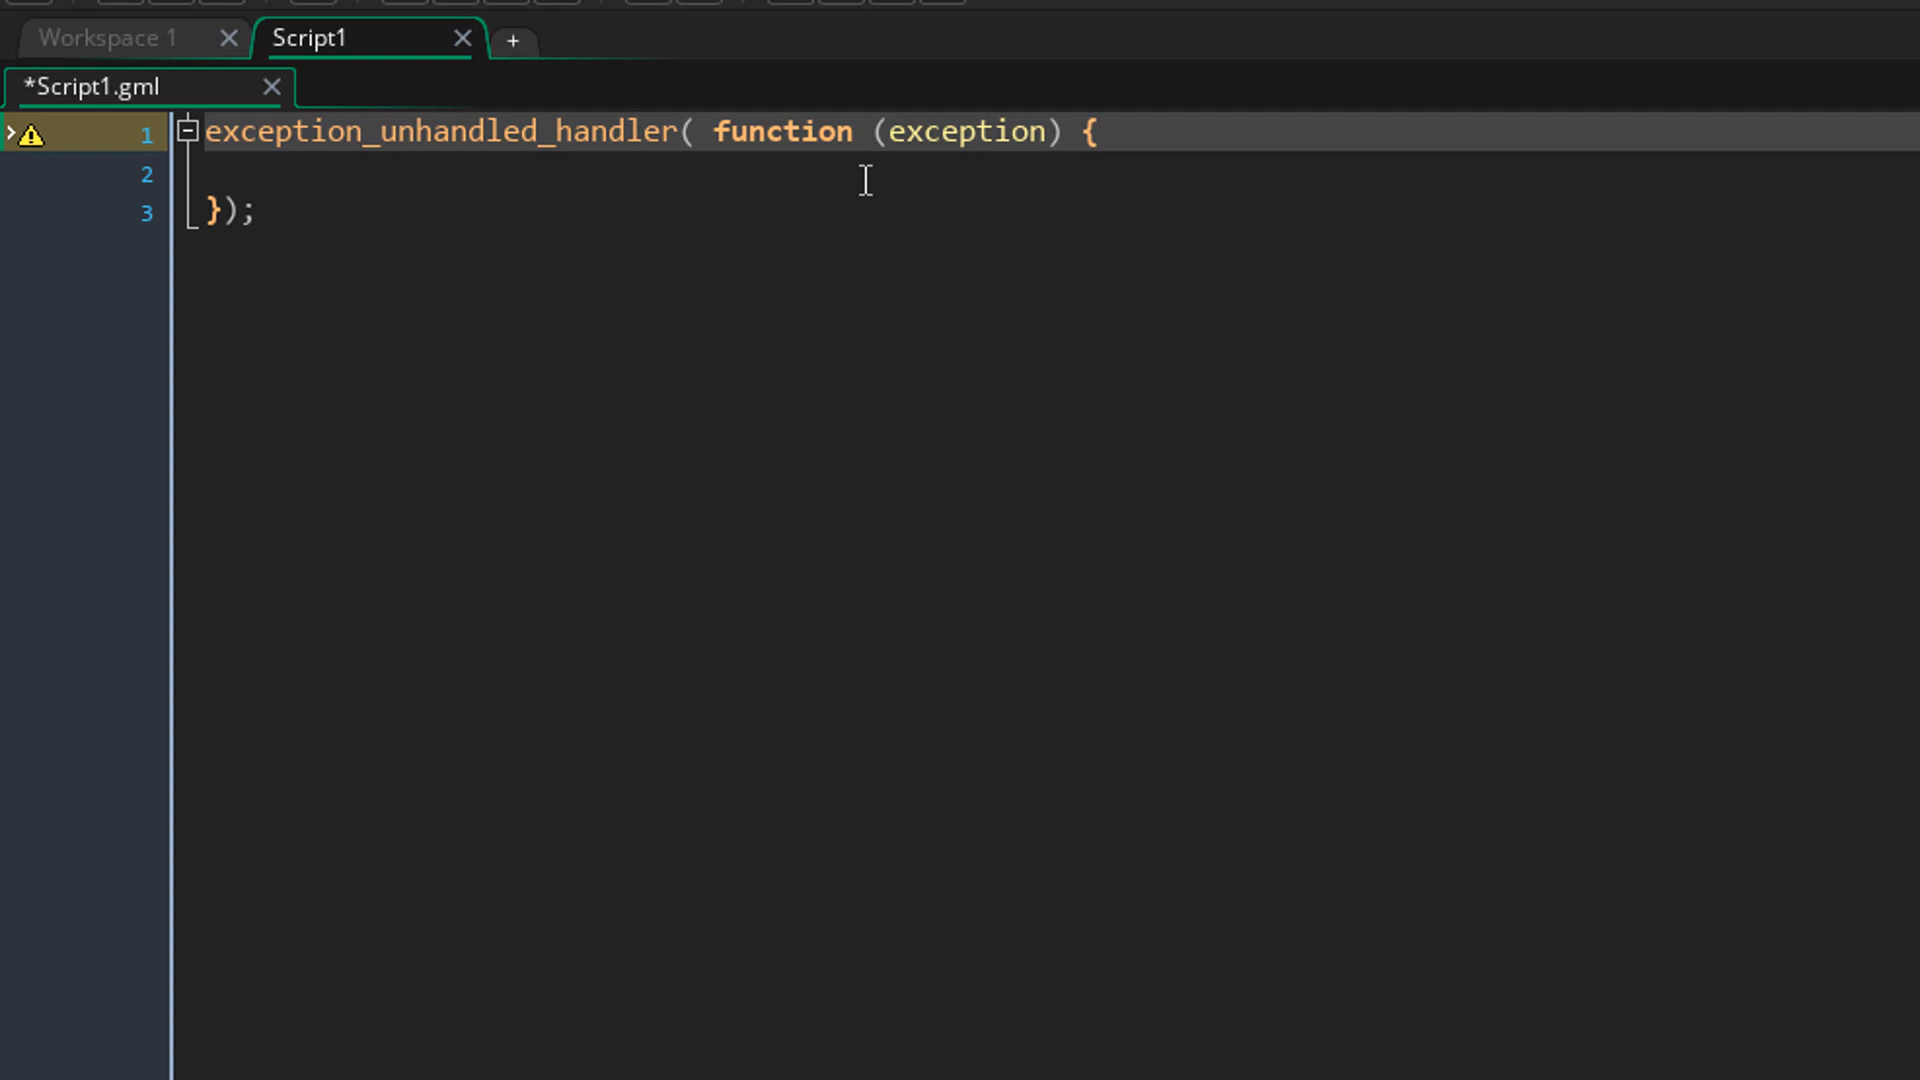 Workspace 1
Script1
*Script1.gml
1 exception_unhandled_handler( function (exception) {
2
3 });